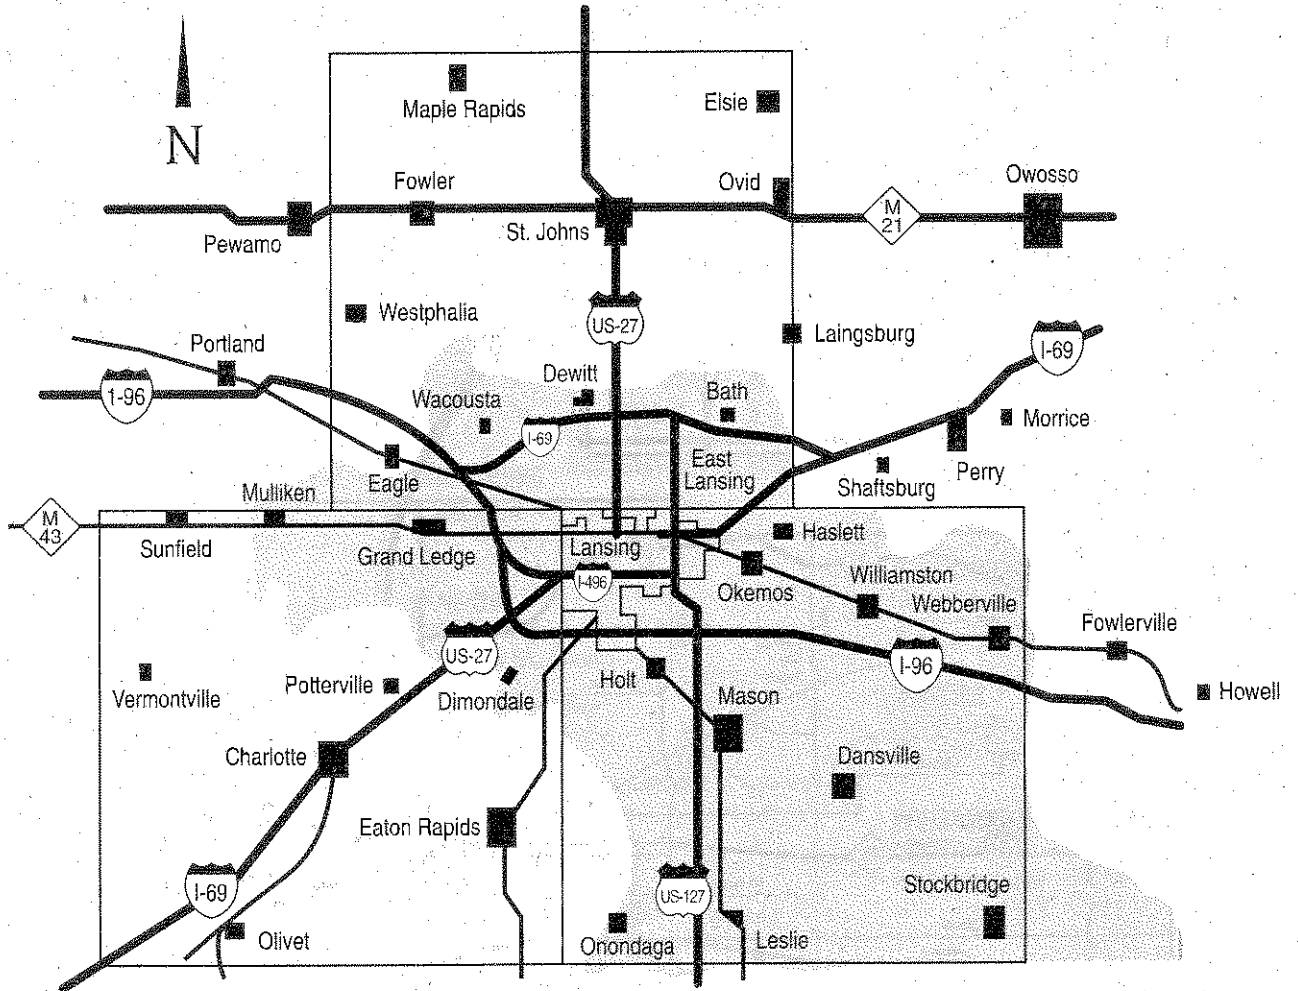 Maple Rapids
Elsie
N
Fowler
Ovid
Owosso
M
21
Pewamo
St. Johns
Westphalia
US-27
Laingsburg
Portland
I-69
1-96
Dewitt
Wacousta
Bath
I-69
Morrice
East
Lansing
Eagle
Perry
Shaftsburg
Mulliken
M
43
Sunfield
Grand Ledge
Lansing
Haslett
I-496
Okemos
Williamston
Webberville
Fowlerville
US-27
I-96
Vermontville
Potterville
Dimondale
Holt
Howell
Mason
Charlotte
Dansville
Eaton Rapids
I-69
US-127
Stockbridge
Olivet
Onondaga
Leslie